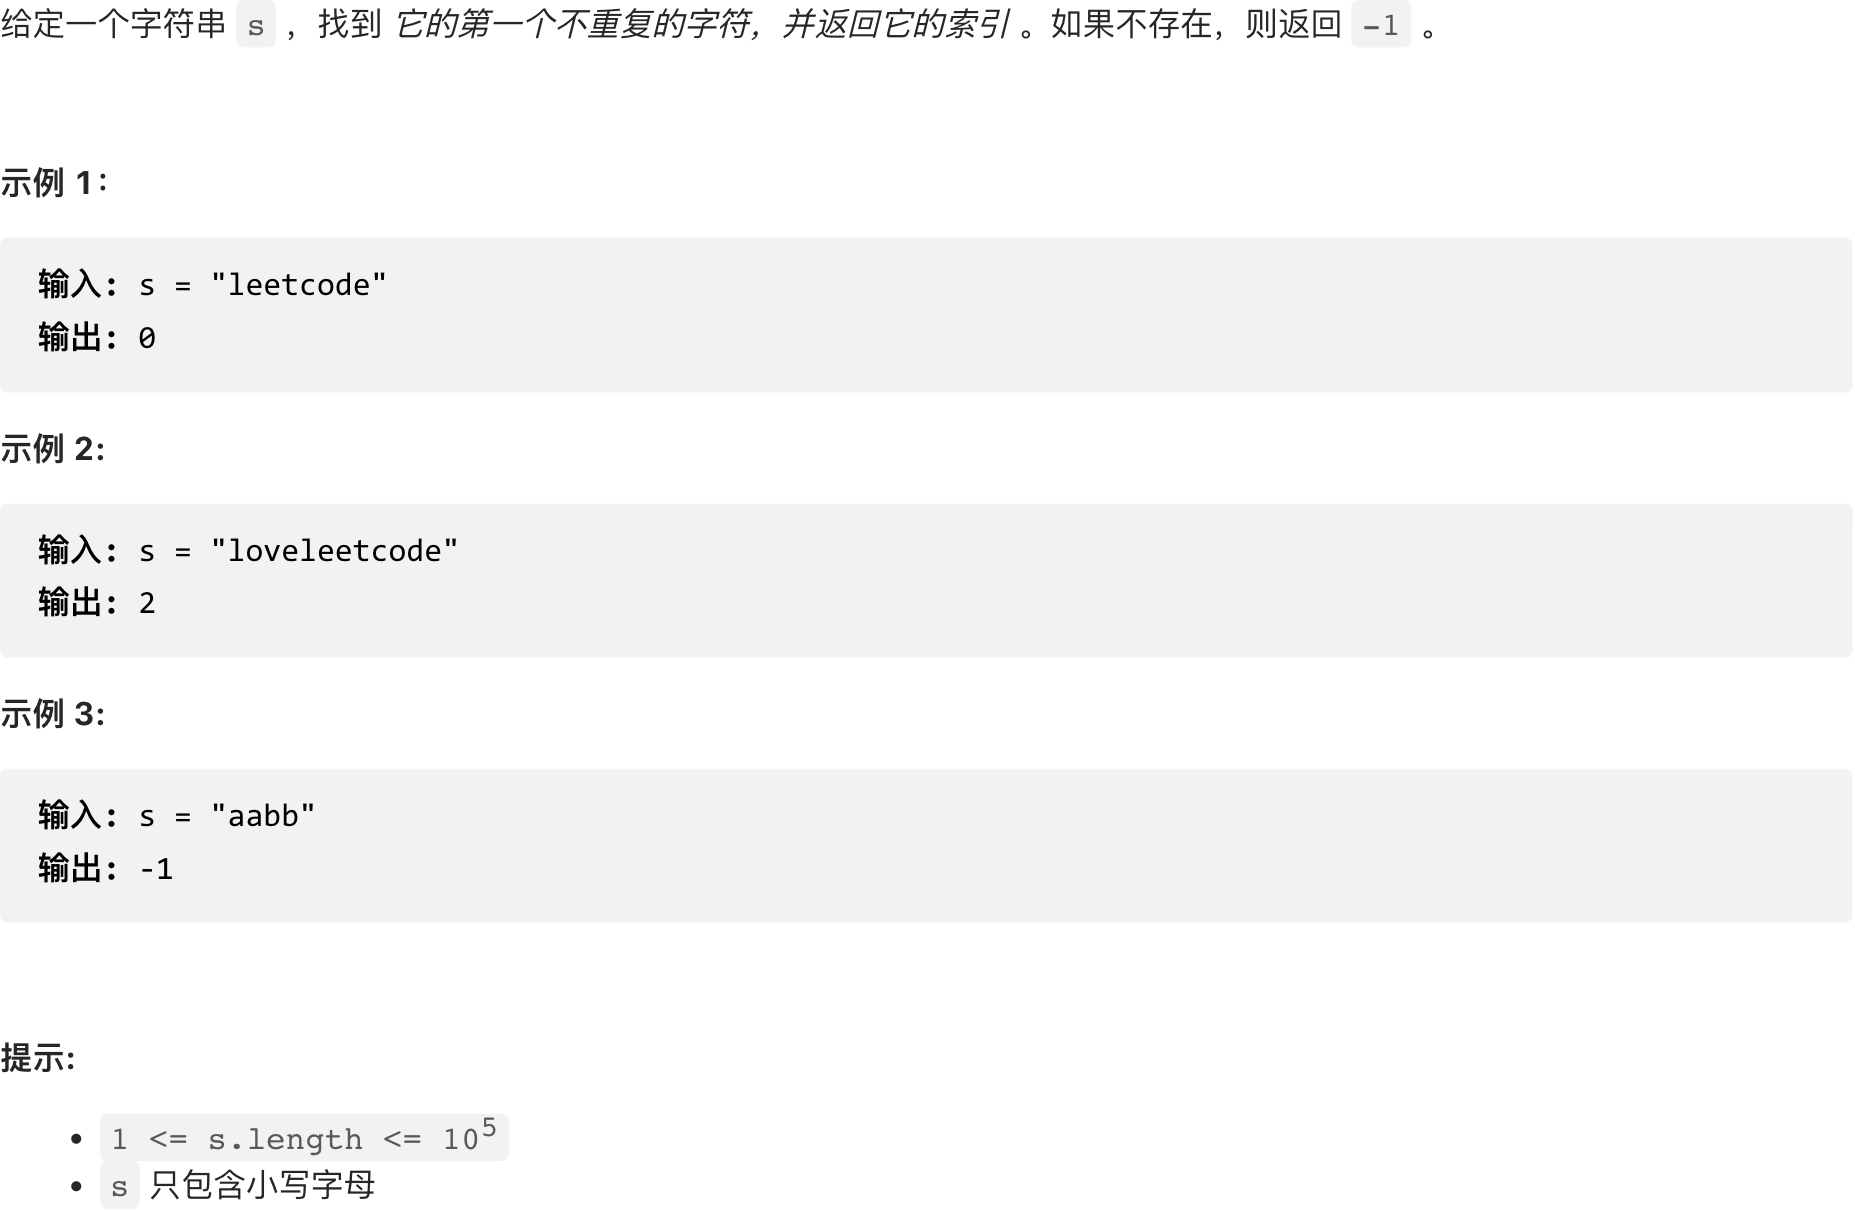 给定一个字符串 s ，找到 它的第一个不重复的字符，并返回它的索引 。如果不存在，则返回 -1 。
示例 1：
输入: s = "leetcode"
输出: 0
示例 2:
输入: s = "loveleetcode"
输出: 2
示例 3:
输入: s = "aabb"
输出: -1
提示:
• 1 <= s.length <= 10⁵
• s 只包含小写字母